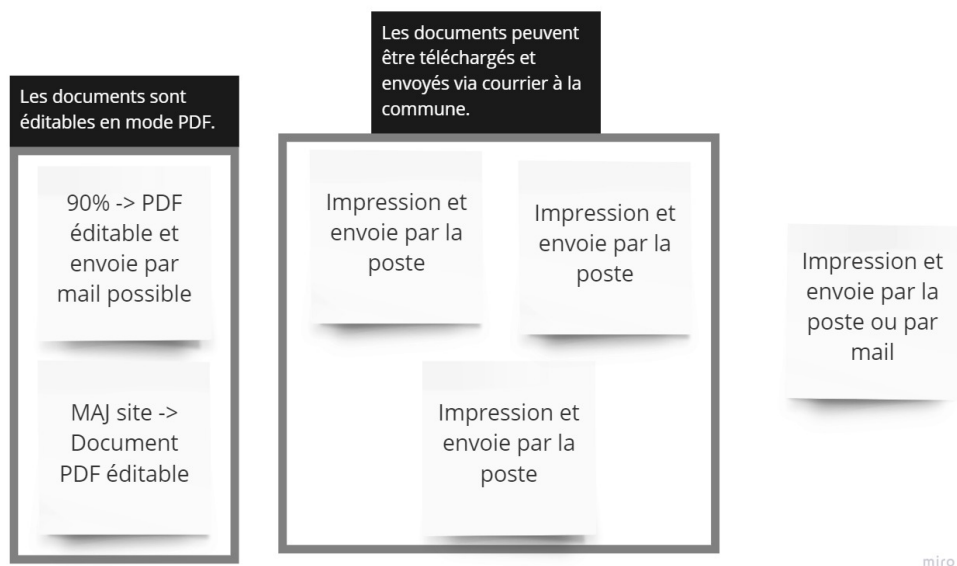 Les documents sont
éditables en mode PDF.
90% -> PDF
éditable et
envoie par
mail possible
MAJ site ->
Document
PDF éditable
Les documents peuvent
être téléchargés et
envoyés via courrier à la
commune.
Impression et
envoie par la
poste
Impression et
envoie par la
poste
Impression et
envoie par la
poste
Impression et
envoie par la
poste ou par
mail
miro